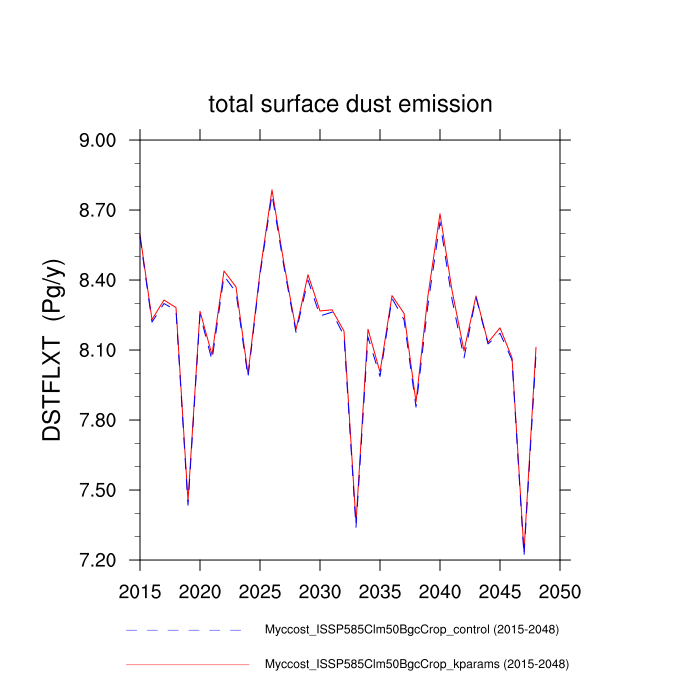 total surface dust emission
DSTFLXT (Pg/y)
9.00
8.70
8.40
8.10
7.80
7.50
7.20
2015 2020 2025 2030 2035 2040 2045 2050
Myccost_ISSP585Clm50BgcCrop_control (2015-2048)
Myccost_ISSP585Clm50BgcCrop_kparams (2015-2048)